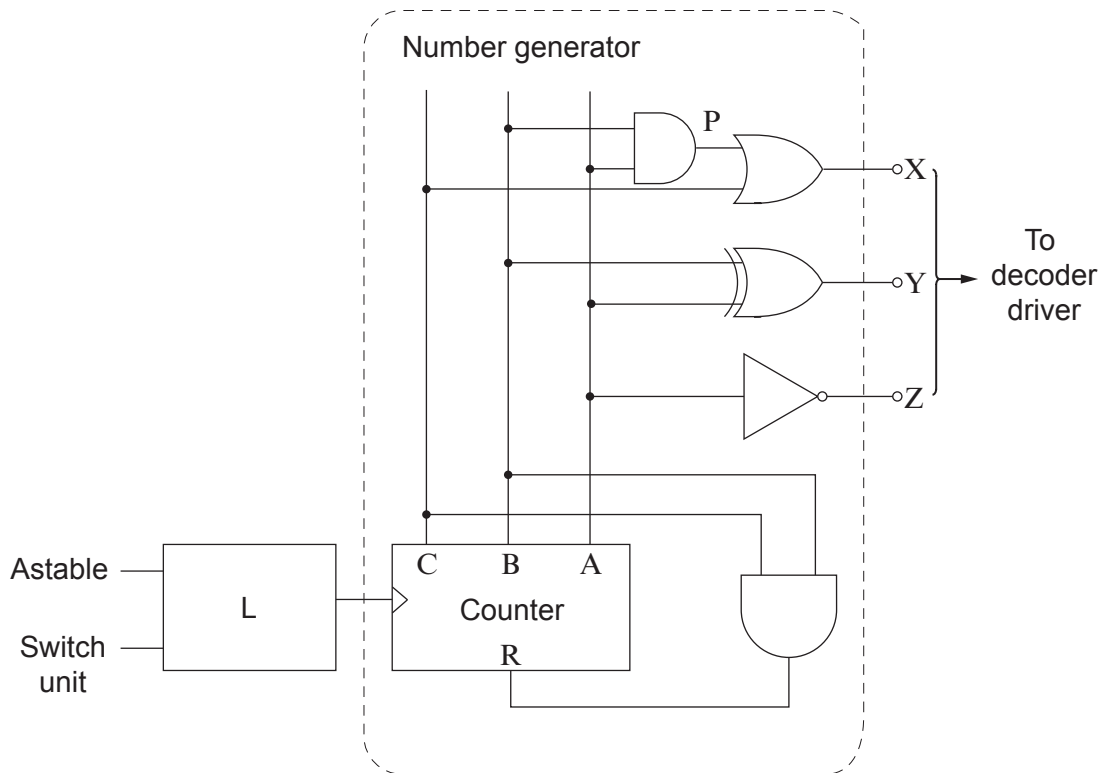 Number generator
P
X
Y
Z
To
decoder
driver
C B A
Counter
R
Astable
L
Switch
unit